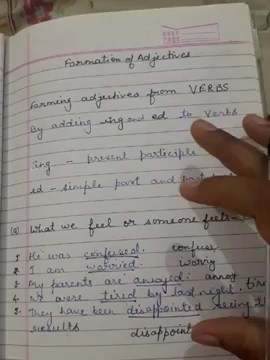 Formation of Adjectives
Forming adjectives from VERBS
By adding -ing and ed to Verbs
ing - present participle
ed - simple past and past
(a) What we feel or someone feels
1. He was confused. confuse
2. I am worried. worry
3. My parents are annoyed. annoy
4. We were tired by last night. tire
5. They have been disappointed seeing
results disappoint